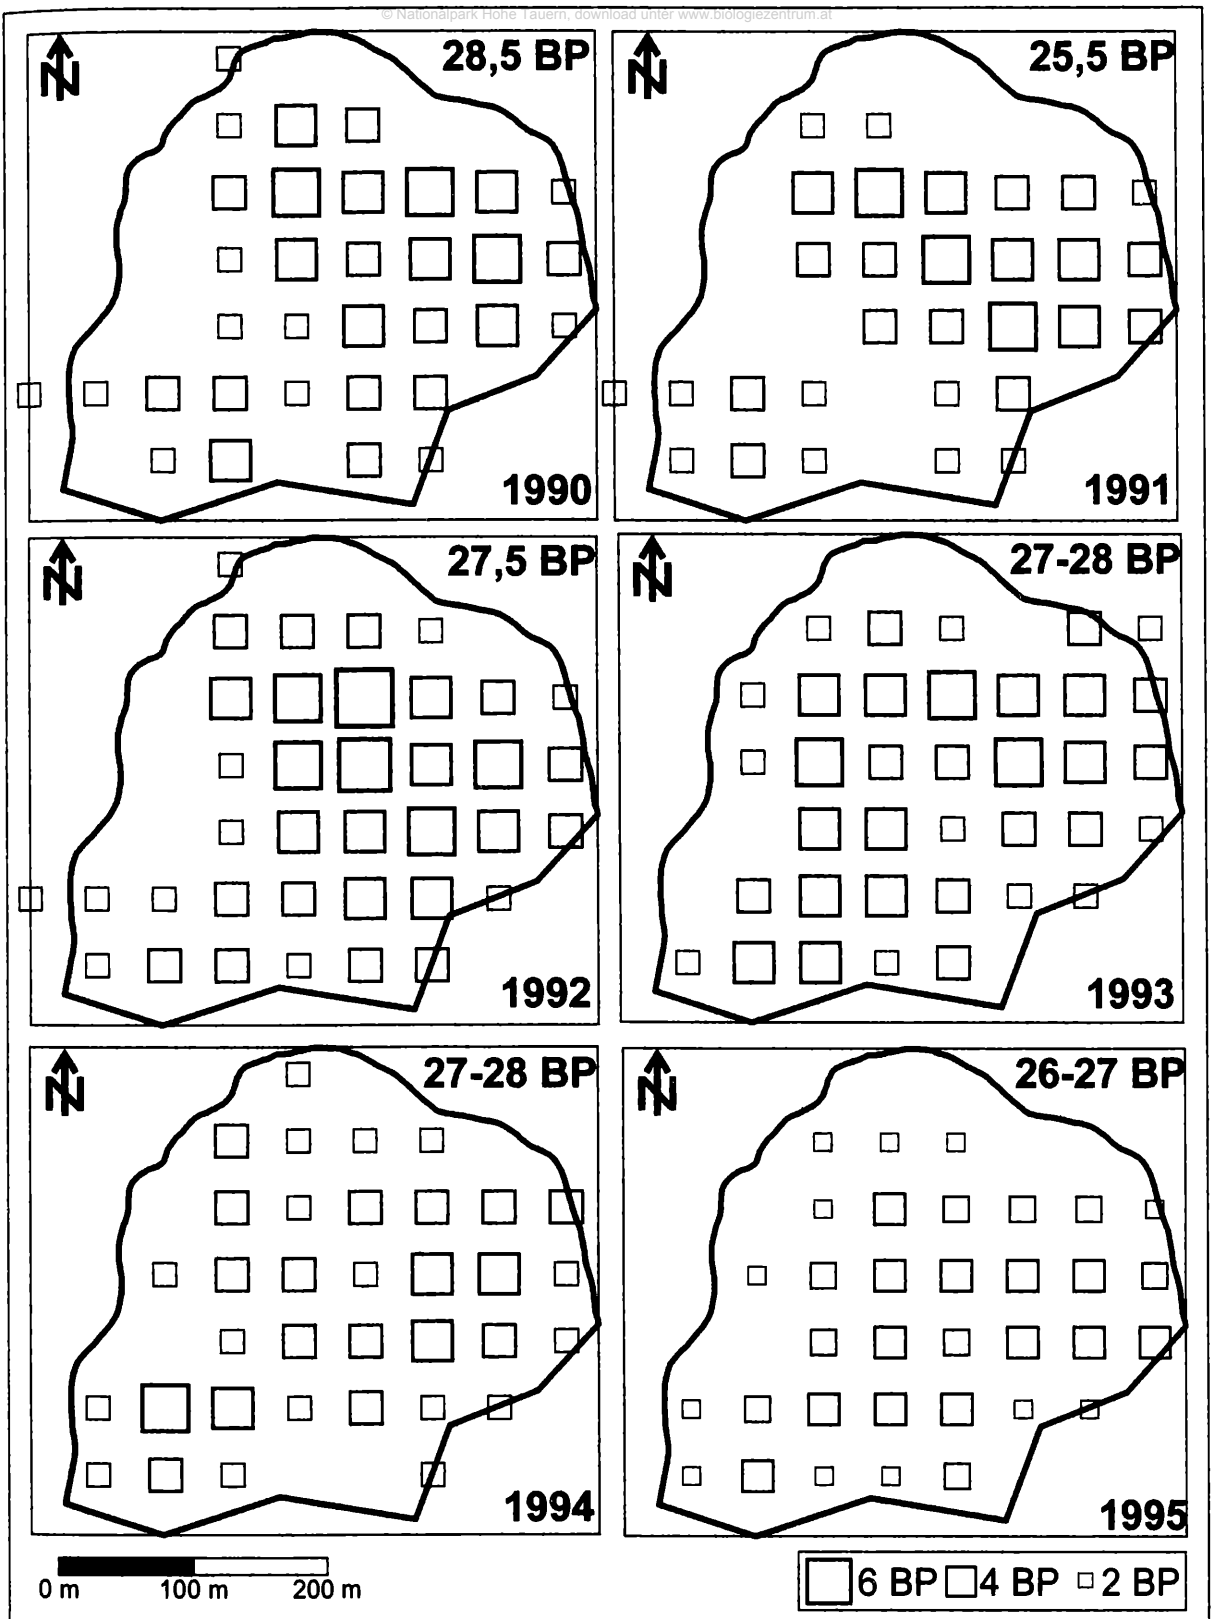 © Nationalpark Hohe Tauern, download unter www.biologiezentrum.at
N
28,5 BP
1990
N
25,5 BP
1991
N
27,5 BP
1992
N
27-28 BP
1993
N
27-28 BP
1994
N
26-27 BP
1995
0 m 100 m 200 m
6 BP 4 BP 2 BP